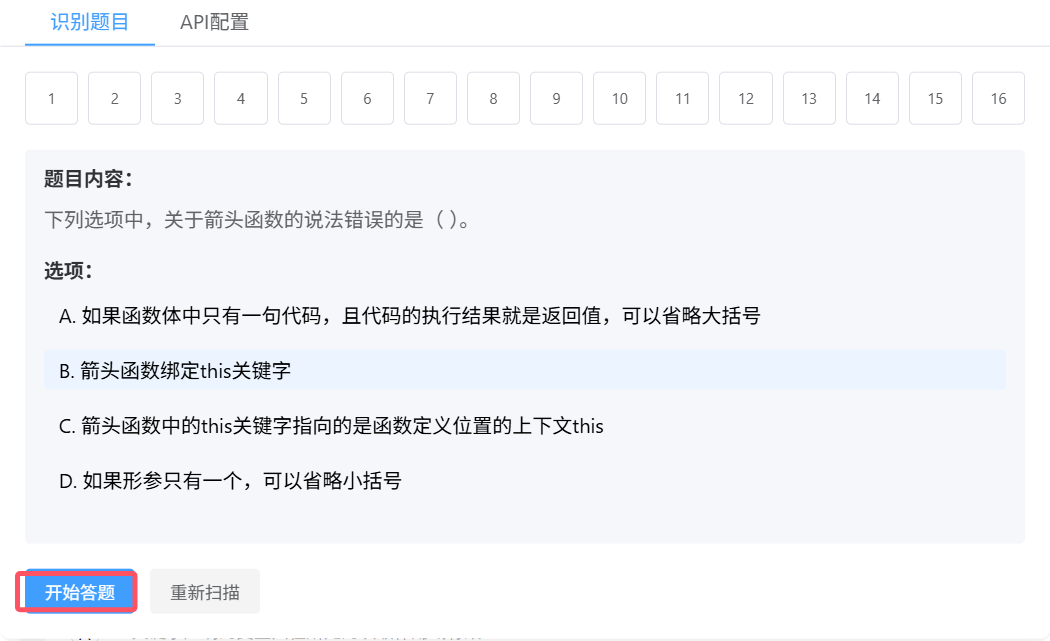 识别题目 API配置
1 2 3 4 5 6 7 8 9 10 11 12 13 14 15 16
题目内容：
下列选项中，关于箭头函数的说法错误的是（ ）。
选项：
A. 如果函数体中只有一句代码，且代码的执行结果就是返回值，可以省略大括号
B. 箭头函数绑定this关键字
C. 箭头函数中的this关键字指向的是函数定义位置的上下文this
D. 如果形参只有一个，可以省略小括号
开始答题 重新扫描